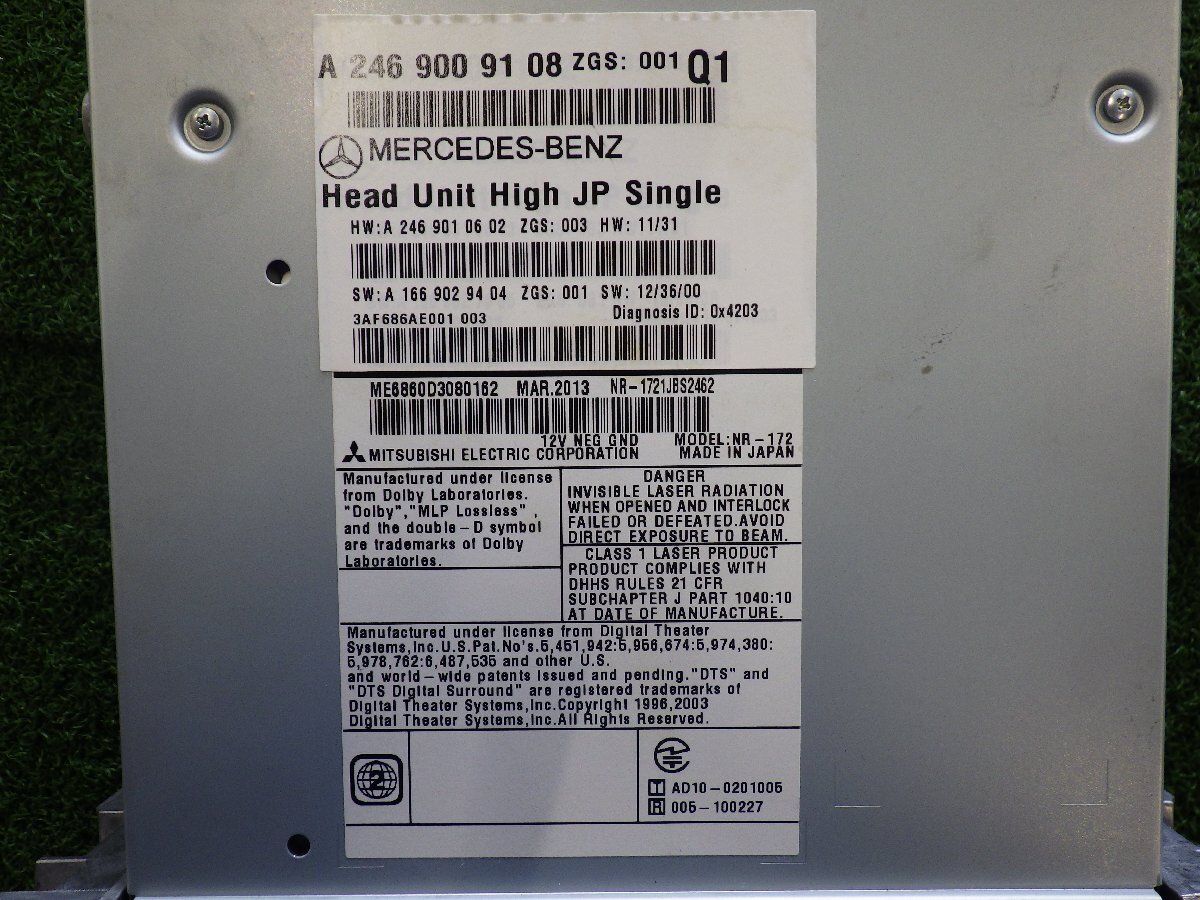 A 246 900 91 08 ZGS: 001 Q1
MERCEDES-BENZ
Head Unit High JP Single
HW:A 246 901 06 02 ZGS: 003 HW: 11/31
SW:A 166 902 94 04 ZGS: 001 SW: 12/36/00
Diagnosis ID: 0x4203
3AF686AE001 003
ME6860D3080162 MAR.2013 NR-1721JBS2462
12V NEG GND MODEL:NR-172
MITSUBISHI ELECTRIC CORPORATION MADE IN JAPAN
Manufactured under license
from Dolby Laboratories.
"Dolby","MLP Lossless",
and the double-D symbol
are trademarks of Dolby
Laboratories.
DANGER
INVISIBLE LASER RADIATION
WHEN OPENED AND INTERLOCK
FAILED OR DEFEATED.AVOID
DIRECT EXPOSURE TO BEAM.
CLASS 1 LASER PRODUCT
PRODUCT COMPLIES WITH
DHHS RULES 21 CFR
SUBCHAPTER J PART 1040:10
AT DATE OF MANUFACTURE.
Manufactured under license from Digital Theater
Systems,Inc.U.S.Pat.No's.5,451,942:5,956,674:5,974,380:
5,978,762:6,487,535 and other U.S.
and world-wide patents issued and pending."DTS" and
"DTS Digital Surround" are registered trademarks of
Digital Theater Systems,Inc.Copyright 1996,2003
Digital Theater Systems,Inc.All Rights Reserved.
2
T AD10-0201005
R 005-100227